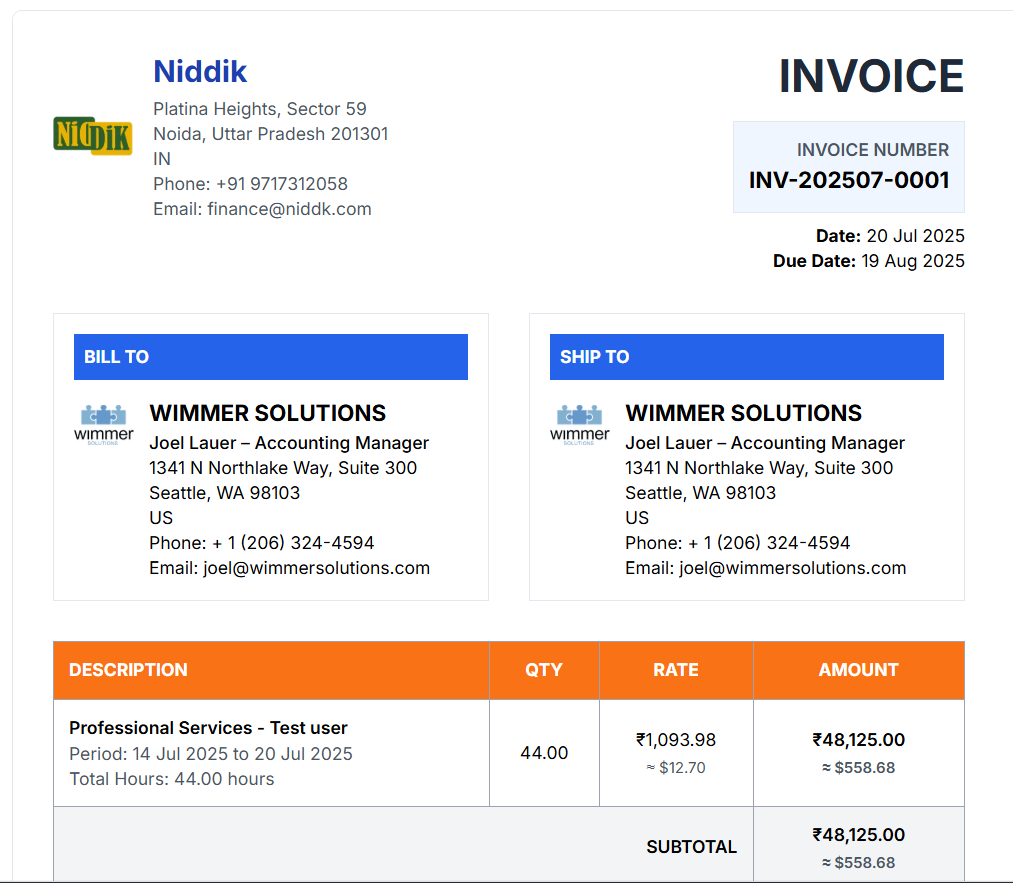 Niddik
Platina Heights, Sector 59
Noida, Uttar Pradesh 201301
IN
Phone: +91 9717312058
Email: finance@niddk.com
NiDDiK
INVOICE
INVOICE NUMBER
INV-202507-0001
Date: 20 Jul 2025
Due Date: 19 Aug 2025
BILL TO
wimmer
SOLUTIONS
WIMMER SOLUTIONS
Joel Lauer – Accounting Manager
1341 N Northlake Way, Suite 300
Seattle, WA 98103
US
Phone: + 1 (206) 324-4594
Email: joel@wimmersolutions.com
SHIP TO
wimmer
SOLUTIONS
WIMMER SOLUTIONS
Joel Lauer – Accounting Manager
1341 N Northlake Way, Suite 300
Seattle, WA 98103
US
Phone: + 1 (206) 324-4594
Email: joel@wimmersolutions.com
DESCRIPTION QTY RATE AMOUNT
Professional Services - Test user
Period: 14 Jul 2025 to 20 Jul 2025
Total Hours: 44.00 hours
44.00
₹1,093.98
≈ $12.70
₹48,125.00
≈ $558.68
SUBTOTAL
₹48,125.00
≈ $558.68